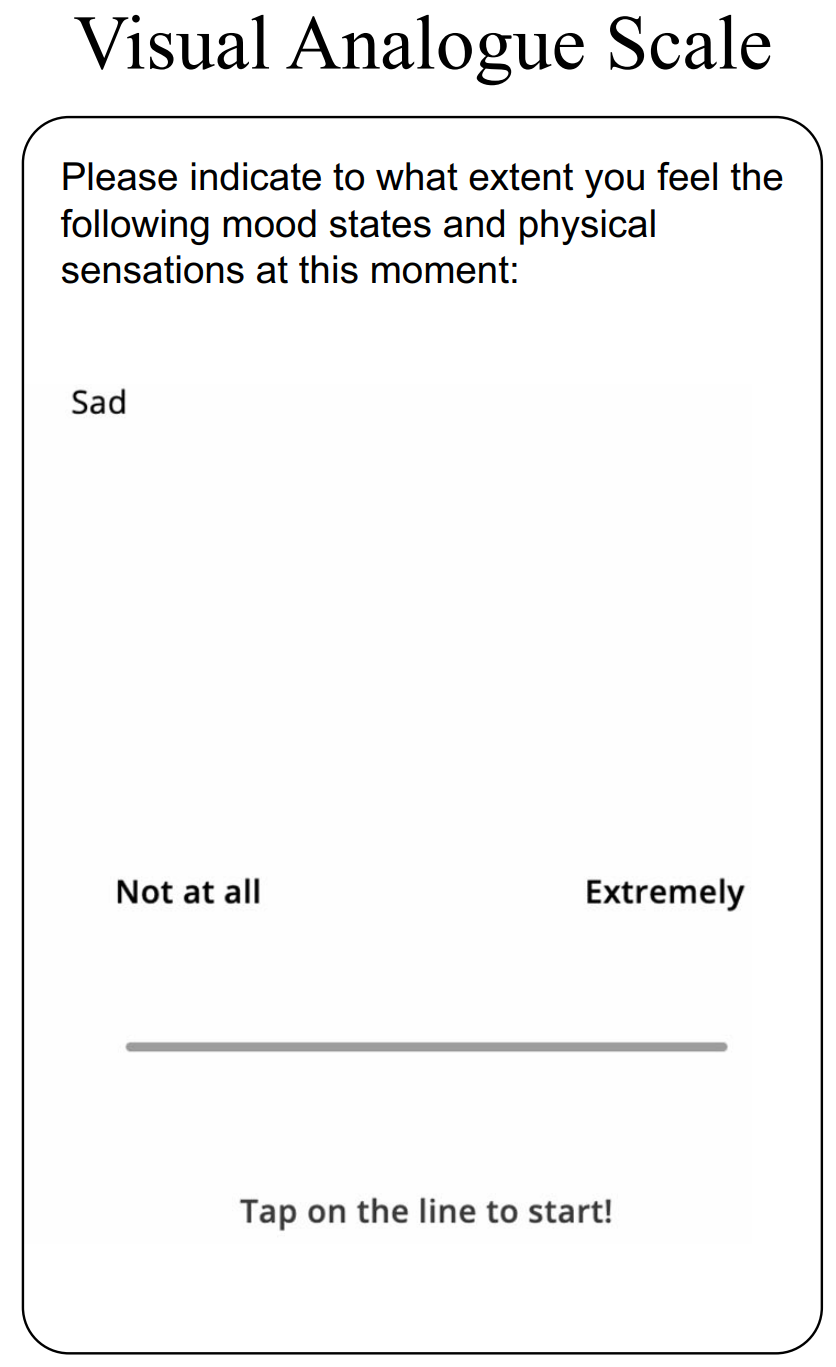 Visual Analogue Scale
Please indicate to what extent you feel the
following mood states and physical
sensations at this moment:
Sad
Not at all Extremely
Tap on the line to start!